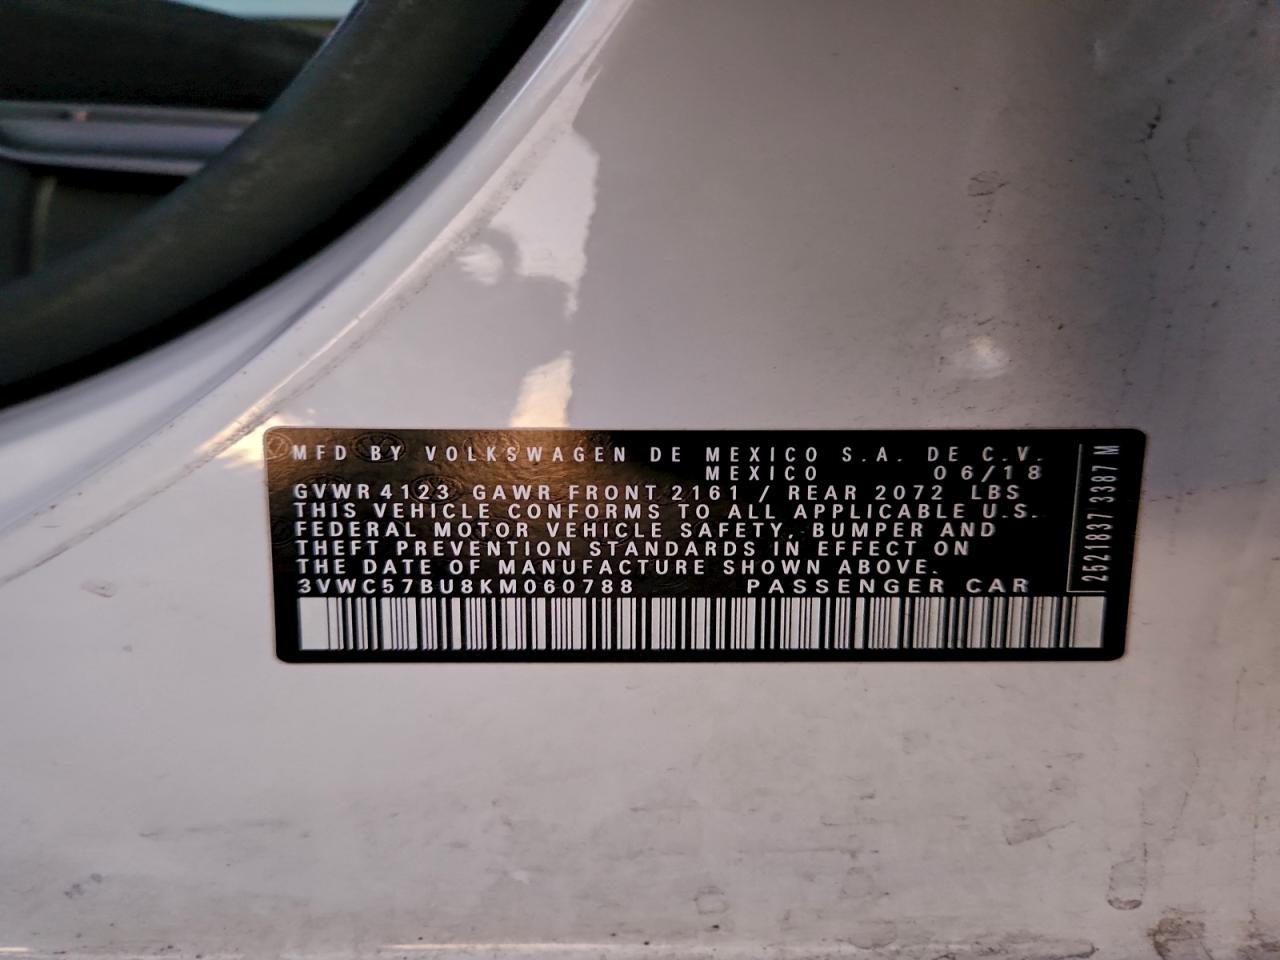 MFD BY VOLKSWAGEN DE MEXICO S.A. DE C.V.
MEXICO 06/18
GVWR 4123 GAWR FRONT 2161 / REAR 2072 LBS
THIS VEHICLE CONFORMS TO ALL APPLICABLE U.S.
FEDERAL MOTOR VEHICLE SAFETY, BUMPER AND
THEFT PREVENTION STANDARDS IN EFFECT ON
THE DATE OF MANUFACTURE SHOWN ABOVE.
3VWC57BU8KM060788 PASSENGER CAR
2521837/3387 M